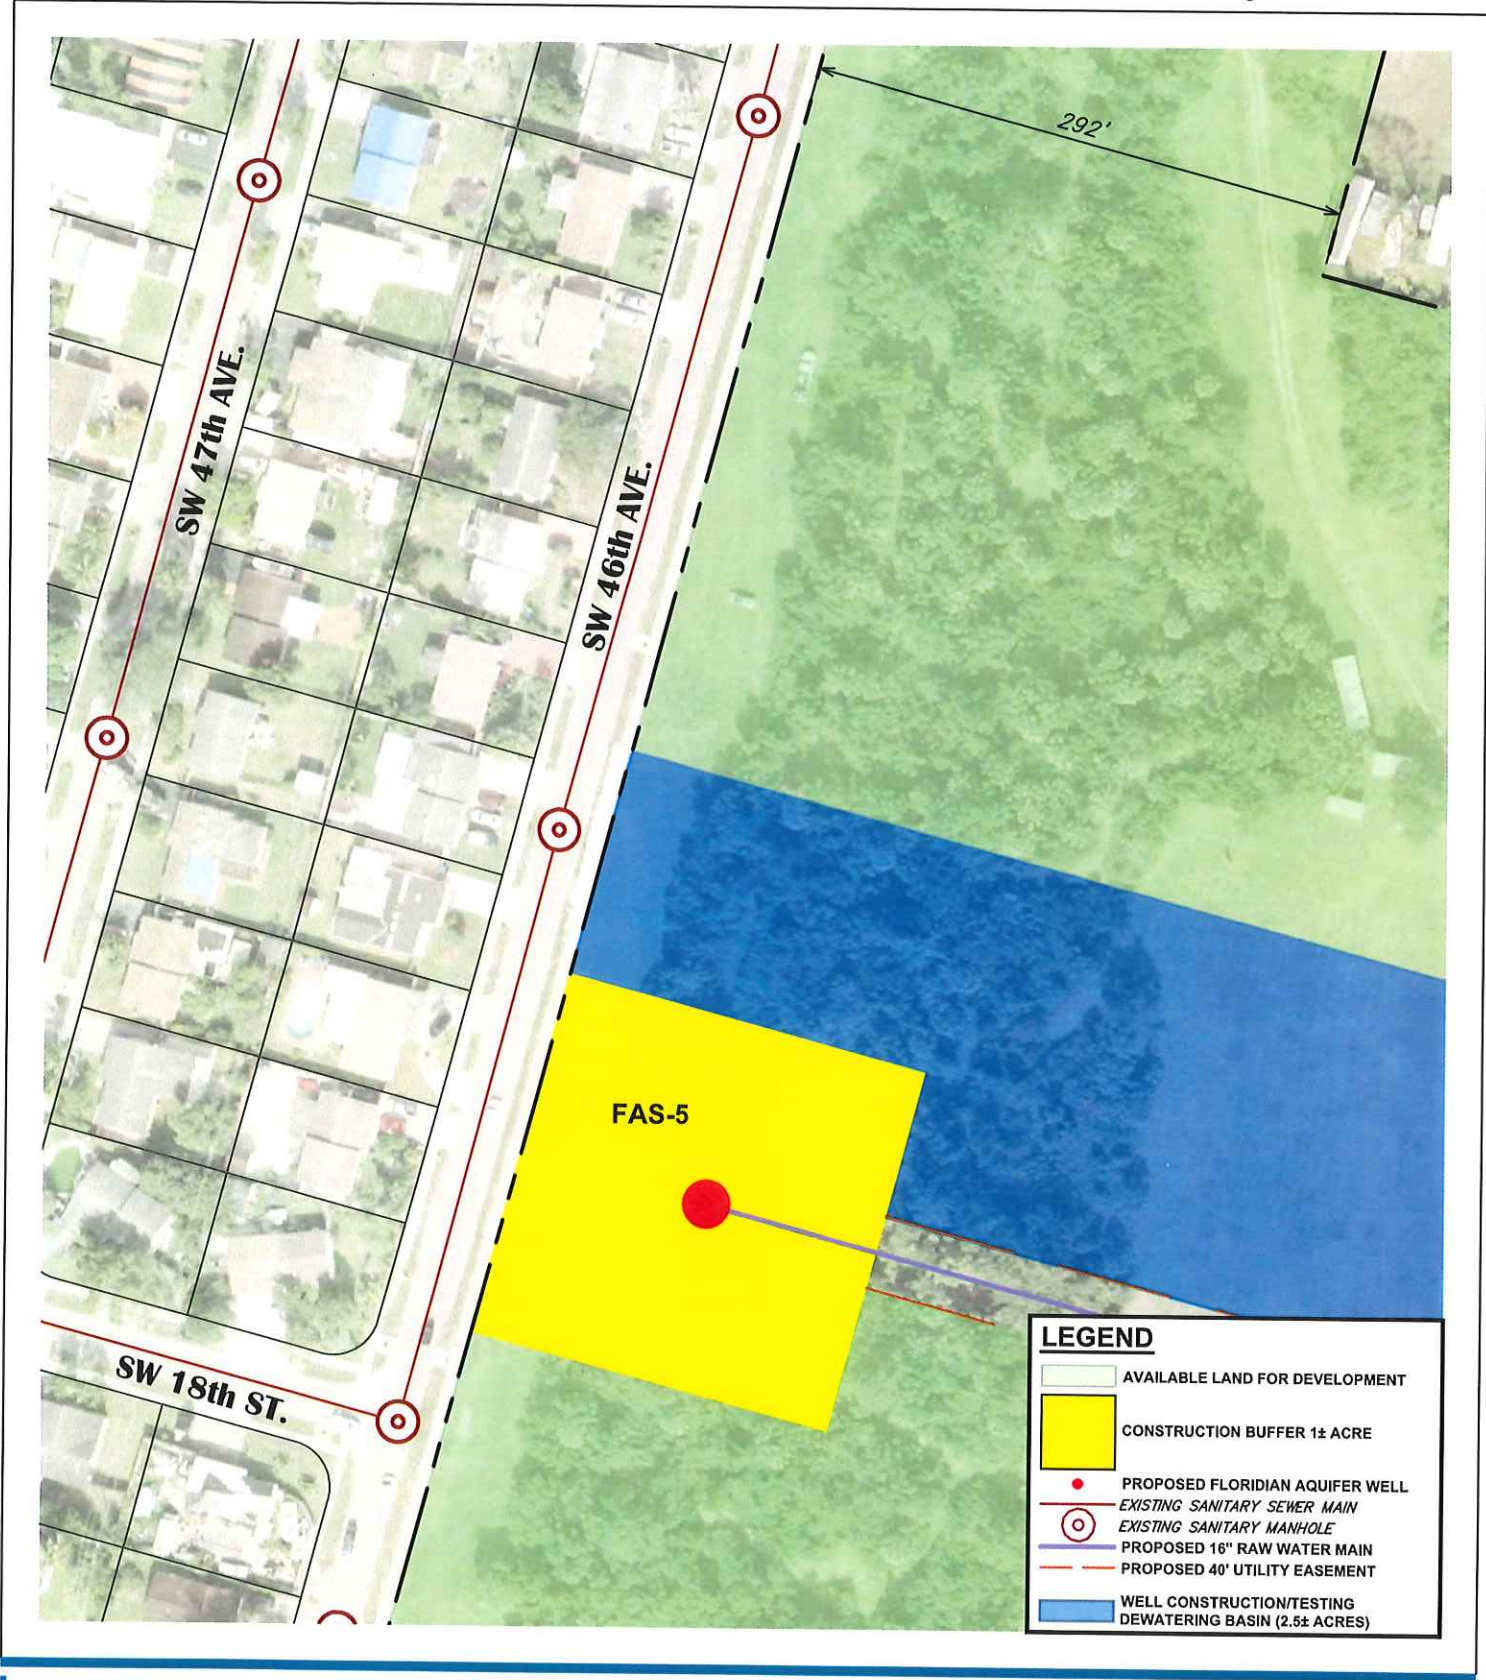 292'
SW 47th AVE.
SW 46th AVE.
FAS-5
SW 18th ST.
LEGEND
AVAILABLE LAND FOR DEVELOPMENT
CONSTRUCTION BUFFER 1± ACRE
PROPOSED FLORIDIAN AQUIFER WELL
EXISTING SANITARY SEWER MAIN
EXISTING SANITARY MANHOLE
PROPOSED 16" RAW WATER MAIN
PROPOSED 40' UTILITY EASEMENT
WELL CONSTRUCTION/TESTING
DEWATERING BASIN (2.5± ACRES)